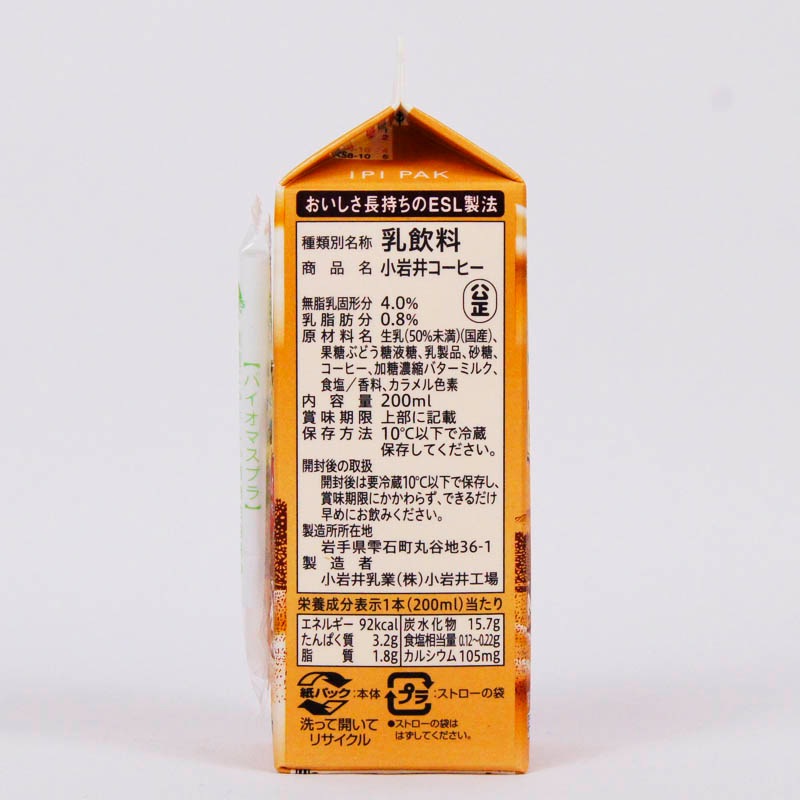 IPI PAK
おいしさ長持ちのESL製法
種類別名称 乳飲料
商品名 小岩井コーヒー
公正
無脂乳固形分 4.0%
乳脂肪分 0.8%
原材料名 生乳(50%未満)(国産)、
果糖ぶどう糖液糖、乳製品、砂糖、
コーヒー、加糖濃縮バターミルク、
食塩/香料、カラメル色素
内容量 200ml
賞味期限 上部に記載
保存方法 10℃以下で冷蔵
保存してください。
開封後の取扱
開封後は要冷蔵10℃以下で保存し、
賞味期限にかかわらず、できるだけ
早めにお飲みください。
製造所所在地
岩手県雫石町丸谷地36-1
製造者
小岩井乳業(株)小岩井工場
栄養成分表示1本(200ml)当たり
エネルギー 92kcal 炭水化物 15.7g
たんぱく質 3.2g 食塩相当量 0.12~0.22g
脂質 1.8g カルシウム 105mg
紙パック:本体 プラ:ストローの袋
洗って開いて
リサイクル
●ストローの袋は
はずしてください。
【バイオマスプラ】